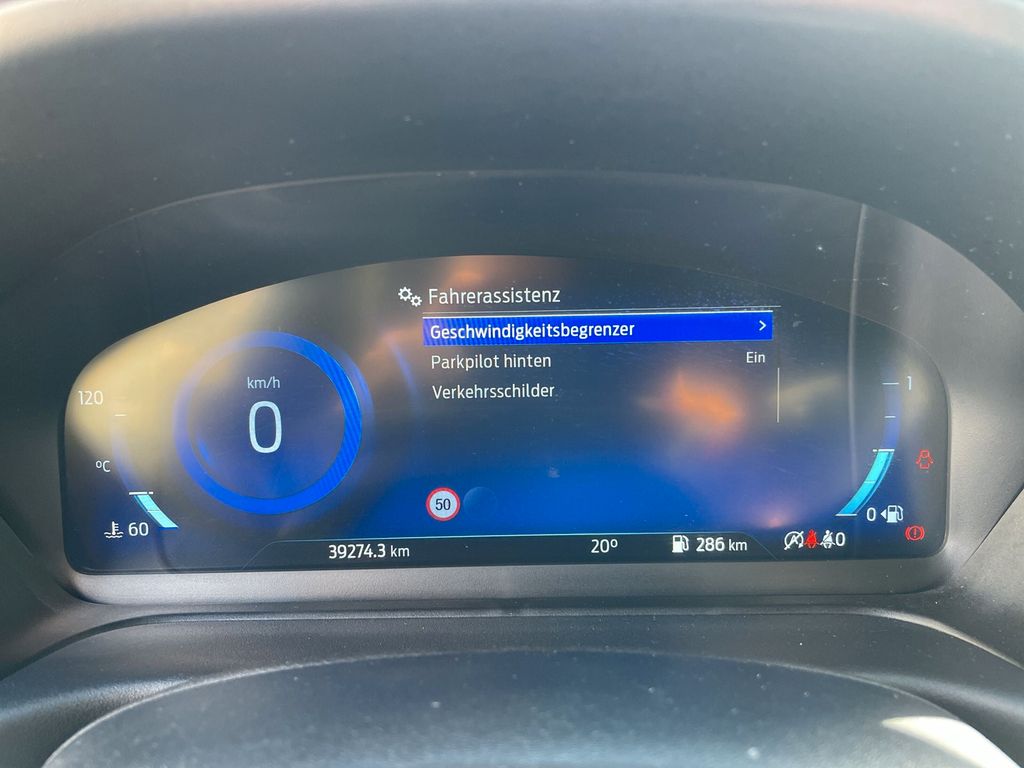 Fahrerassistenz
Geschwindigkeitsbegrenzer >
Parkpilot hinten Ein
Verkehrsschilder
km/h
0
120
°C
60
50
1
0
39274.3 km
20°
286 km
0